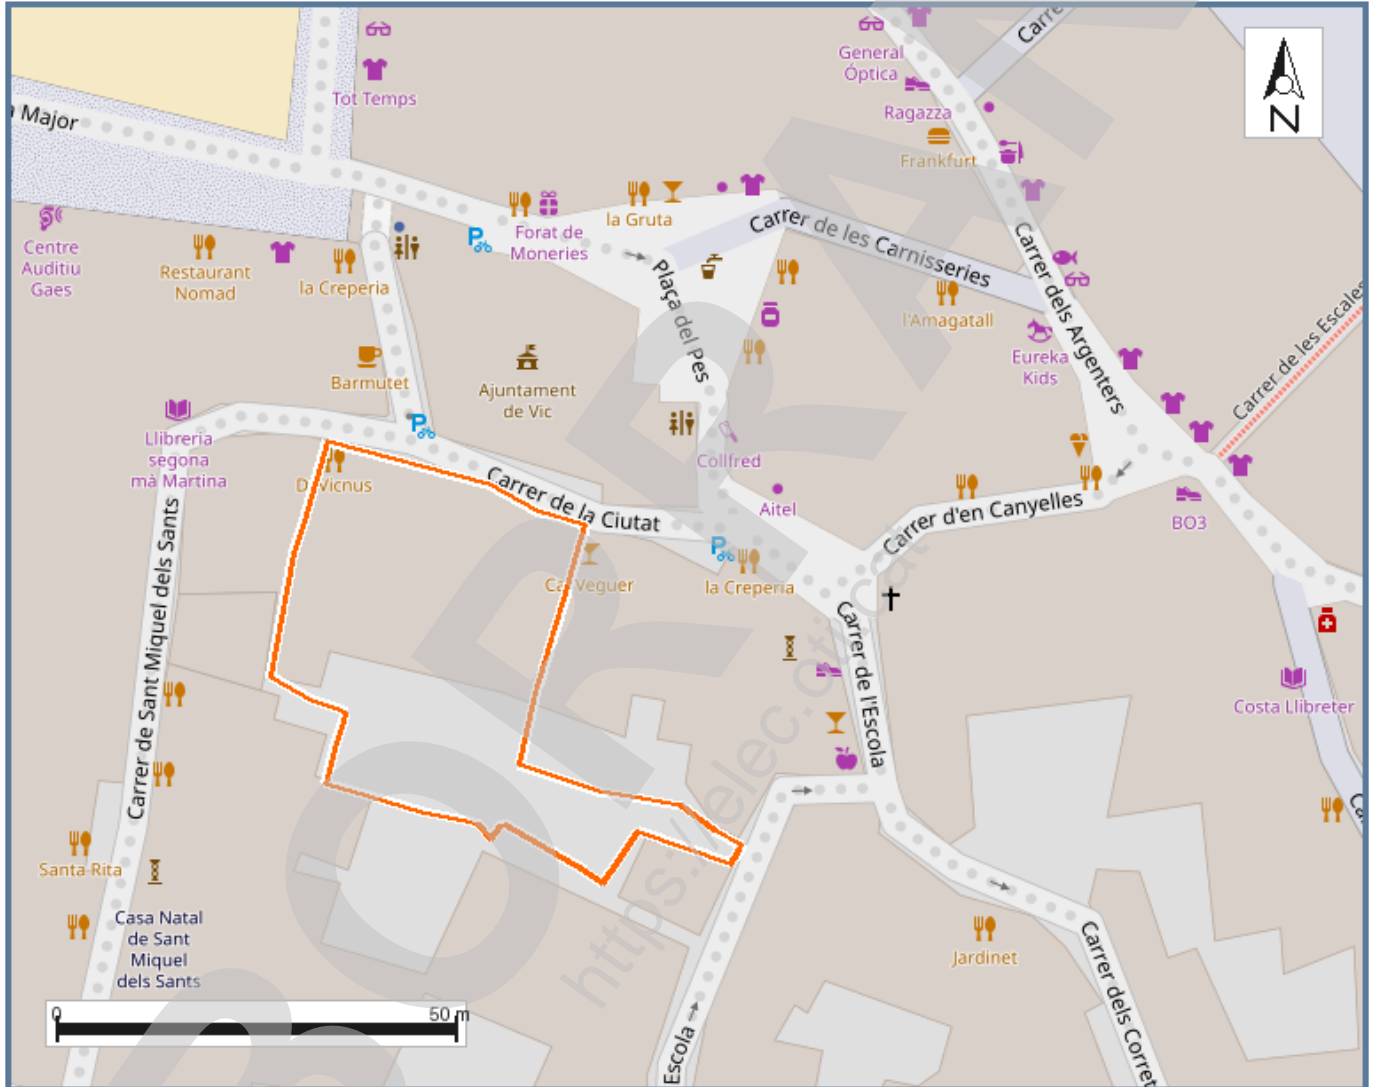 Carre
General
Óptica
Tot Temps
Ragazza
a Major
Frankfurt
N
la Gruta
Forat de
Moneries
Carrer de les Carnisseries
Centre
Auditiu
Gaes
Restaurant
Nomad
la Creperia
Plaça del Pes
Carrer dels Argenters
l'Amagatall
Carrer de les Escales
Eureka
Kids
Barmutet
Ajuntament
de Vic
P
P
Llibreria
segona
mà Martina
Collfred
D'Vicnus
Carrer de la Ciutat
Aitel
Carrer d'en Canyelles
BO3
P
Ca Veguer
la Creperia
Carrer de Sant Miquel dels Sants
Carrer de l'Escola
Costa Llibreter
Ca
Santa Rita
Casa Natal
de Sant
Miquel
dels Sants
Jardinet
Carrer dels Corret
Escola
0
50 m